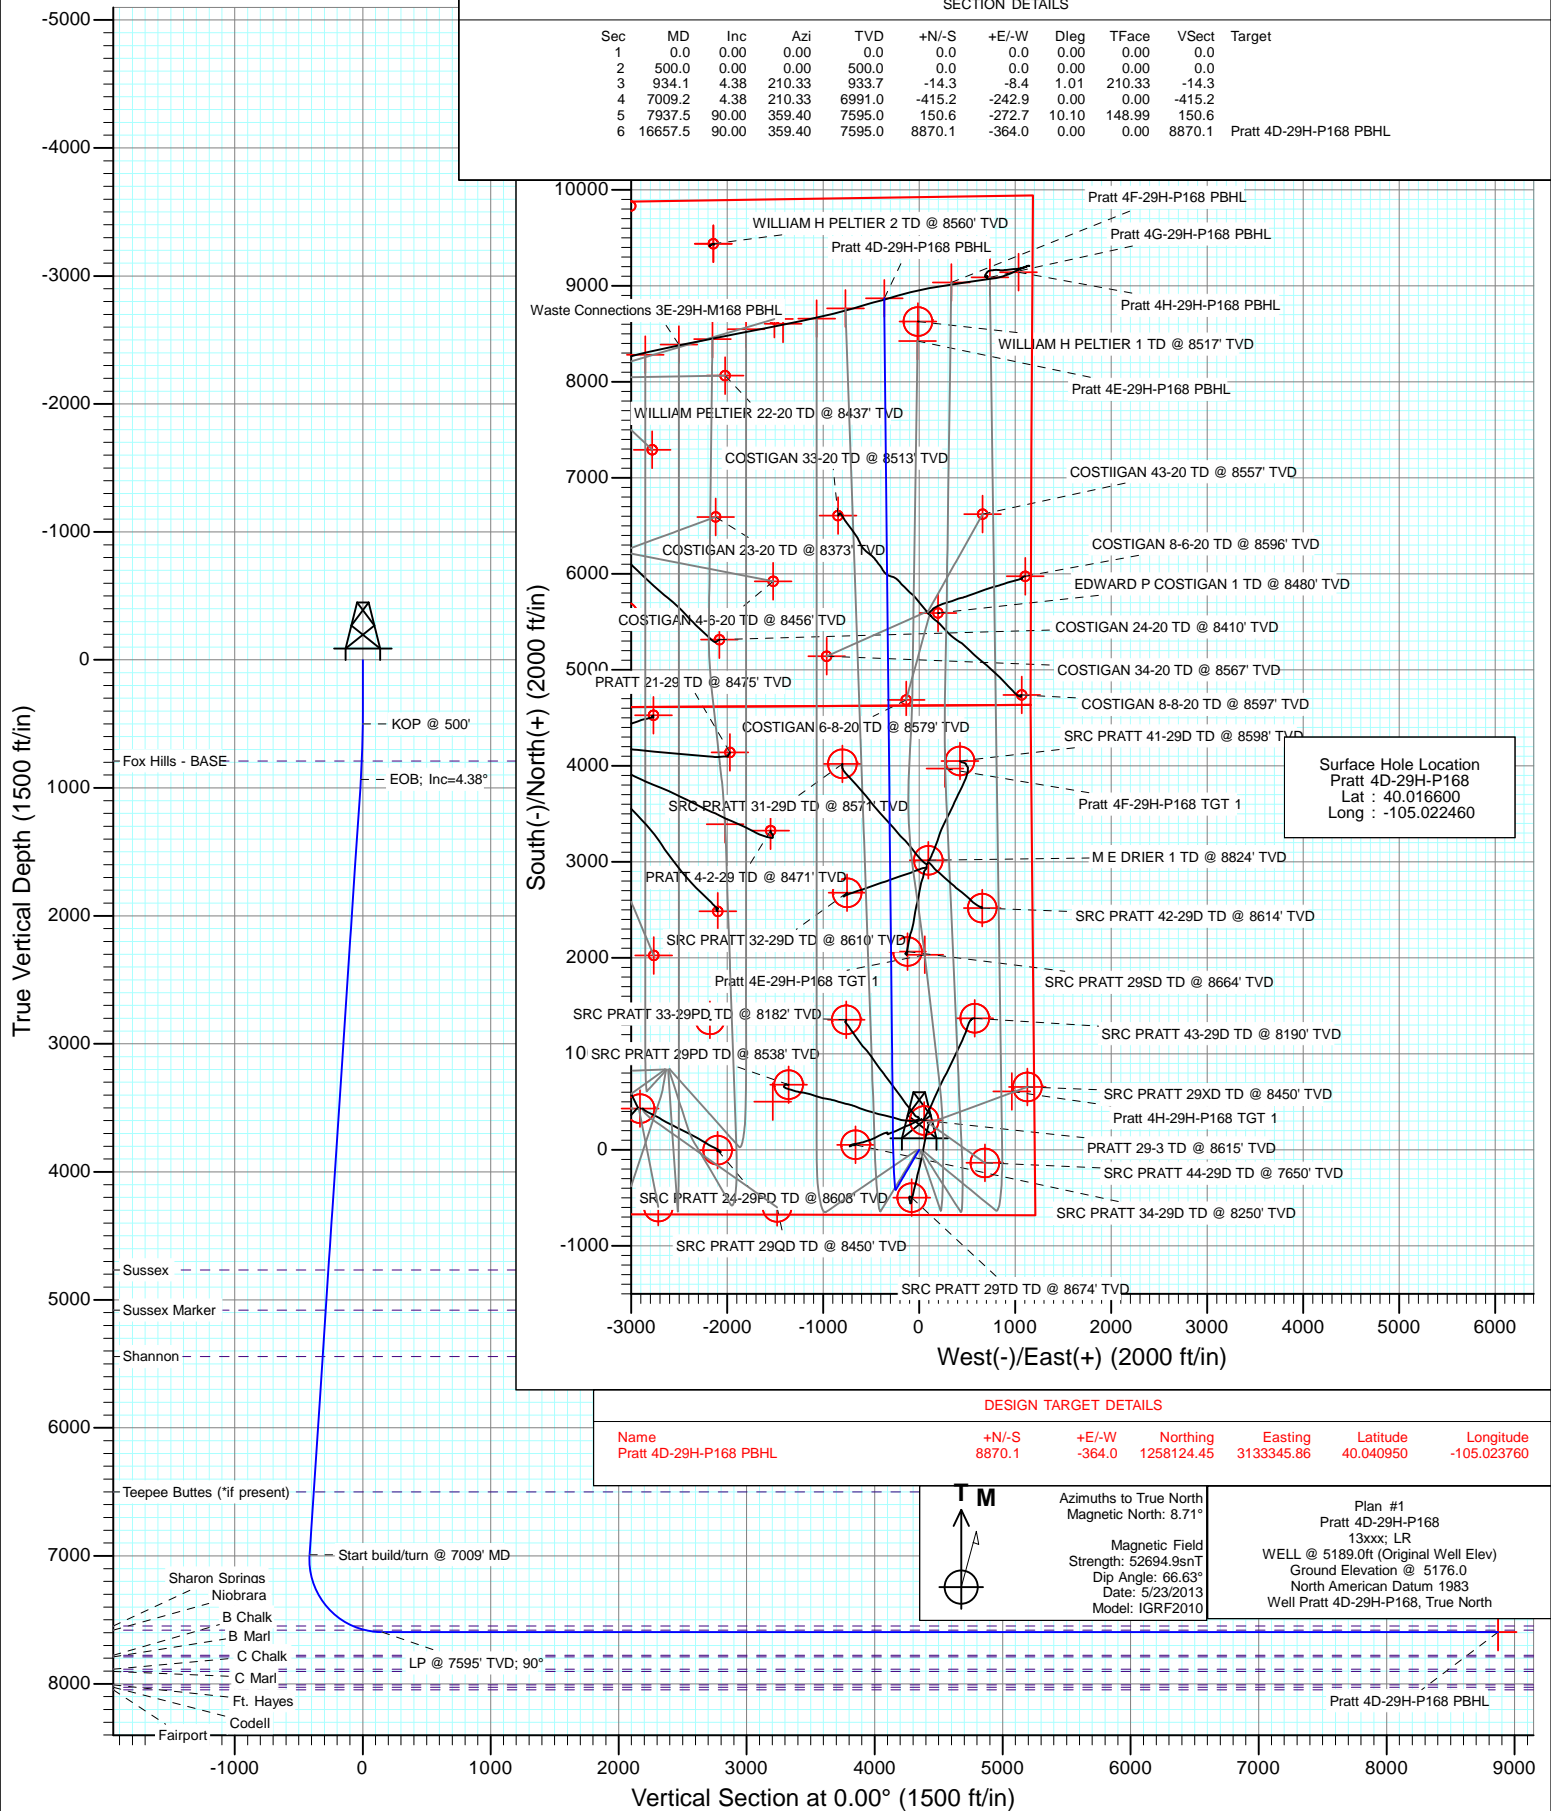 SECTION DETAILS
Sec MD Inc Azi TVD +N/-S +E/-W Dleg TFace VSect Target
1 0.0 0.00 0.00 0.0 0.0 0.0 0.00 0.00 0.0
2 500.0 0.00 0.00 500.0 0.0 0.0 0.00 0.00 0.0
3 934.1 4.38 210.33 933.7 -14.3 -8.4 1.01 210.33 -14.3
4 7009.2 4.38 210.33 6991.0 -415.2 -242.9 0.00 0.00 -415.2
5 7937.5 90.00 359.40 7595.0 150.6 -272.7 10.10 148.99 150.6
6 16657.5 90.00 359.40 7595.0 8870.1 -364.0 0.00 0.00 8870.1 Pratt 4D-29H-P168 PBHL
True Vertical Depth (1500 ft/in)
-5000
-4000
-3000
-2000
-1000
0
1000
2000
3000
4000
5000
6000
7000
8000
KOP @ 500'
Fox Hills - BASE
EOB; Inc=4.38°
Sussex
Sussex Marker
Shannon
Teepee Buttes (*if present)
Start build/turn @ 7009' MD
Sharon Springs
Niobrara
B Chalk
B Marl
C Chalk
C Marl
Ft. Hayes
Codell
Fairport
LP @ 7595' TVD; 90°
Pratt 4D-29H-P168 PBHL
-1000
0
1000
2000
3000
4000
5000
6000
7000
8000
9000
Vertical Section at 0.00° (1500 ft/in)
South(-)/North(+) (2000 ft/in)
10000
9000
8000
7000
6000
5000
4000
3000
2000
10
0
-1000
Pratt 4F-29H-P168 PBHL
WILLIAM H PELTIER 2 TD @ 8560' TVD
Pratt 4G-29H-P168 PBHL
Pratt 4D-29H-P168 PBHL
Pratt 4H-29H-P168 PBHL
Waste Connections 3E-29H-M168 PBHL
WILLIAM H PELTIER 1 TD @ 8517' TVD
Pratt 4E-29H-P168 PBHL
WILLIAM PELTIER 22-20 TD @ 8437' TVD
COSTIGAN 33-20 TD @ 8513' TVD
COSTIIGAN 43-20 TD @ 8557' TVD
COSTIGAN 8-6-20 TD @ 8596' TVD
COSTIGAN 23-20 TD @ 8373' TVD
EDWARD P COSTIGAN 1 TD @ 8480' TVD
COSTIGAN 4-6-20 TD @ 8456' TVD
COSTIGAN 24-20 TD @ 8410' TVD
COSTIGAN 34-20 TD @ 8567' TVD
PRATT 21-29 TD @ 8475' TVD
COSTIGAN 8-8-20 TD @ 8597' TVD
COSTIGAN 6-8-20 TD @ 8579' TVD
SRC PRATT 41-29D TD @ 8598' TVD
SRC PRATT 31-29D TD @ 8571' TVD
Pratt 4F-29H-P168 TGT 1
M E DRIER 1 TD @ 8824' TVD
PRATT 4-2-29 TD @ 8471' TVD
SRC PRATT 42-29D TD @ 8614' TVD
SRC PRATT 32-29D TD @ 8610' TVD
Pratt 4E-29H-P168 TGT 1
SRC PRATT 29SD TD @ 8664' TVD
SRC PRATT 33-29PD TD @ 8182' TVD
SRC PRATT 43-29D TD @ 8190' TVD
SRC PRATT 29PD TD @ 8538' TVD
SRC PRATT 29XD TD @ 8450' TVD
Pratt 4H-29H-P168 TGT 1
PRATT 29-3 TD @ 8615' TVD
SRC PRATT 44-29D TD @ 7650' TVD
SRC PRATT 24-29PD TD @ 8608' TVD
SRC PRATT 34-29D TD @ 8250' TVD
SRC PRATT 29QD TD @ 8450' TVD
SRC PRATT 29TD TD @ 8674' TVD
-3000
-2000
-1000
0
1000
2000
3000
4000
5000
6000
West(-)/East(+) (2000 ft/in)
Surface Hole Location
Pratt 4D-29H-P168
Lat : 40.016600
Long : -105.022460
DESIGN TARGET DETAILS
Name +N/-S +E/-W Northing Easting Latitude Longitude
Pratt 4D-29H-P168 PBHL 8870.1 -364.0 1258124.45 3133345.86 40.040950 -105.023760
T M
Azimuths to True North
Magnetic North: 8.71°
Magnetic Field
Strength: 52694.9snT
Dip Angle: 66.63°
Date: 5/23/2013
Model: IGRF2010
Plan #1
Pratt 4D-29H-P168
13xxx; LR
WELL @ 5189.0ft (Original Well Elev)
Ground Elevation @ 5176.0
North American Datum 1983
Well Pratt 4D-29H-P168, True North